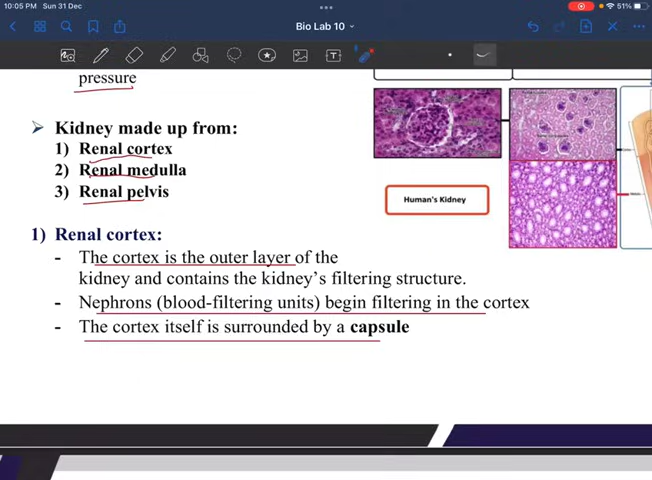 10:05 PM Sun 31 Dec
51%
Bio Lab 10
pressure
➤ Kidney made up from:
1) Renal cortex
2) Renal medulla
3) Renal pelvis
Human's Kidney
1) Renal cortex:
- The cortex is the outer layer of the
kidney and contains the kidney's filtering structure.
- Nephrons (blood-filtering units) begin filtering in the cortex
- The cortex itself is surrounded by a capsule